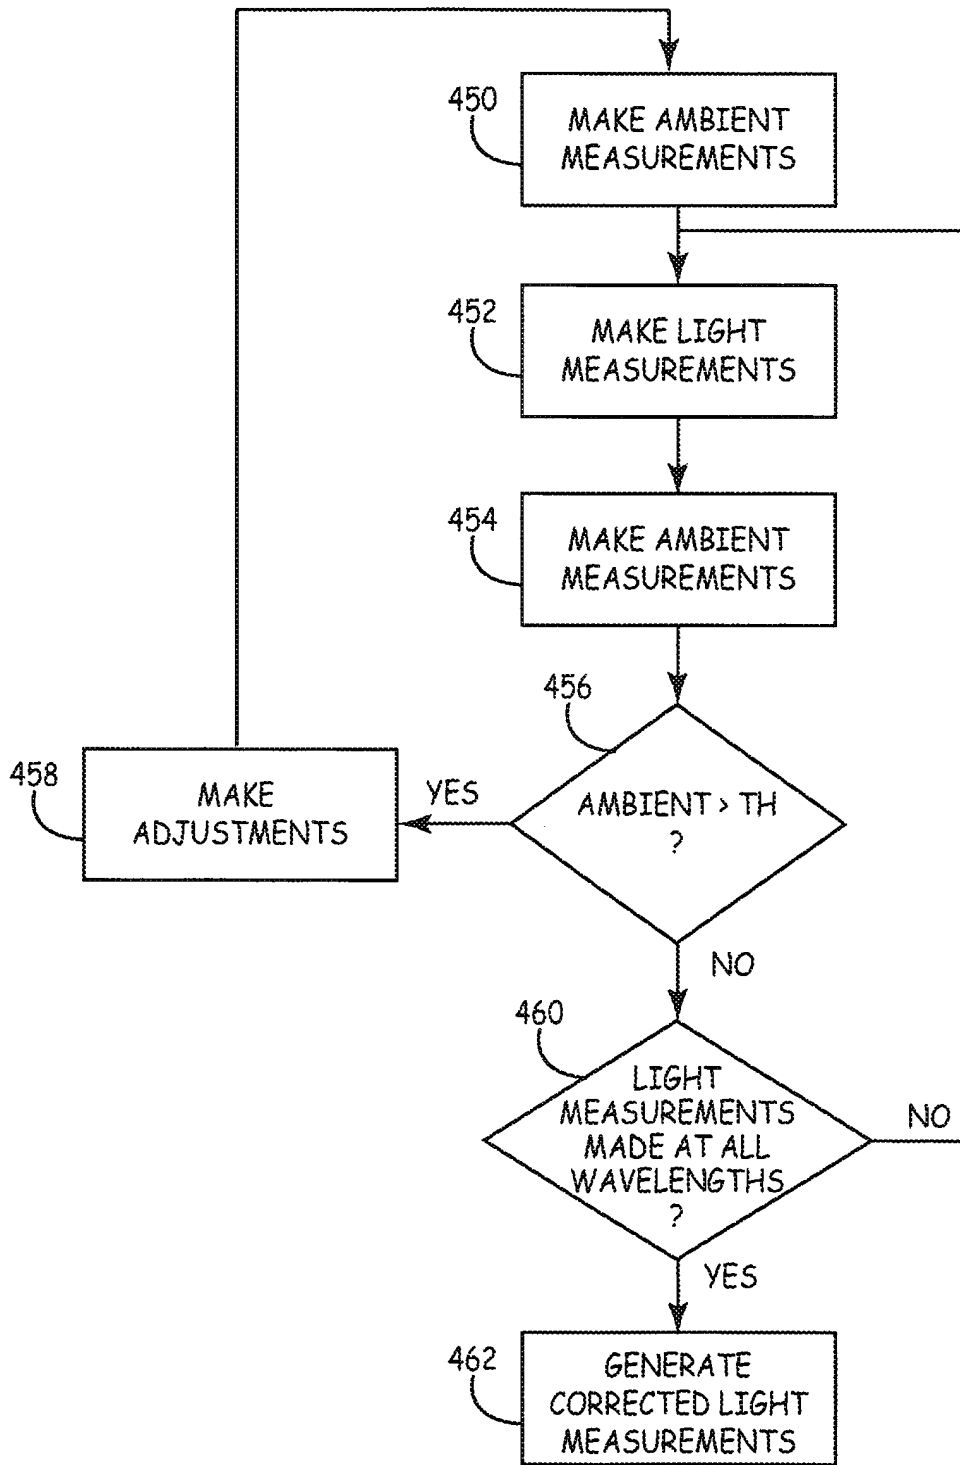 450
MAKE AMBIENT
MEASUREMENTS
452
MAKE LIGHT
MEASUREMENTS
454
MAKE AMBIENT
MEASUREMENTS
456
AMBIENT > TH
?
YES
458
MAKE
ADJUSTMENTS
NO
460
LIGHT
MEASUREMENTS
MADE AT ALL
WAVELENGTHS
?
NO
YES
462
GENERATE
CORRECTED LIGHT
MEASUREMENTS